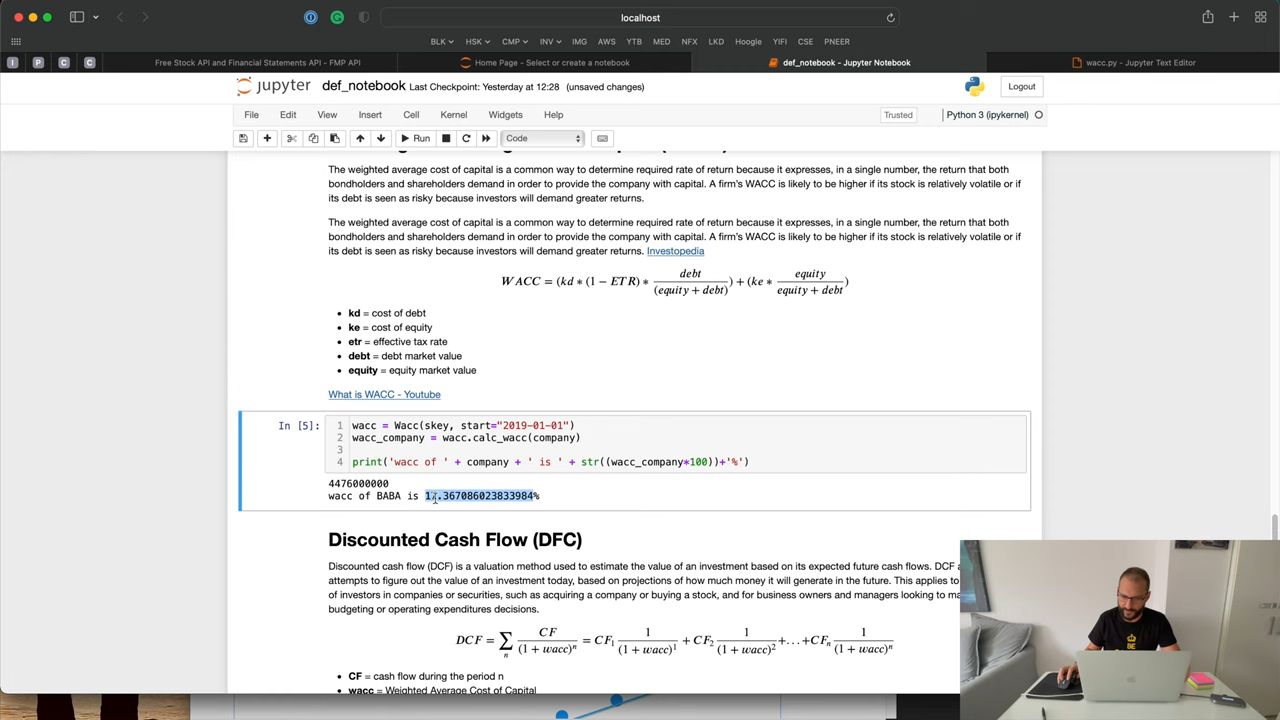 localhost
BLK HSK CMP INV IMG AWS YTB MED NFX LKD Hoogle YIFI CSE PNEER
I P C C Free Stock API and Financial Statements API - FMP API Home Page - Select or create a notebook def_notebook - Jupyter Notebook wacc.py - Jupyter Text Editor
jupyter def_notebook Last Checkpoint: Yesterday at 12:28 (unsaved changes) Logout
File Edit View Insert Cell Kernel Widgets Help Trusted Python 3 (ipykernel)
Run Code
The weighted average cost of capital is a common way to determine required rate of return because it expresses, in a single number, the return that both
bondholders and shareholders demand in order to provide the company with capital. A firm's WACC is likely to be higher if its stock is relatively volatile or if
its debt is seen as risky because investors will demand greater returns.
The weighted average cost of capital is a common way to determine required rate of return because it expresses, in a single number, the return that both
bondholders and shareholders demand in order to provide the company with capital. A firm's WACC is likely to be higher if its stock is relatively volatile or if
its debt is seen as risky because investors will demand greater returns. Investopedia
WACC = (kd * (1 − ETR) * debt / (equity + debt)) + (ke * equity / equity + debt)
• kd = cost of debt
• ke = cost of equity
• etr = effective tax rate
• debt = debt market value
• equity = equity market value
What is WACC - Youtube
In [5]: 1 wacc = Wacc(skey, start="2019-01-01")
2 wacc_company = wacc.calc_wacc(company)
3
4 print('wacc of ' + company + ' is ' + str((wacc_company*100))+'%')
4476000000
wacc of BABA is .367086023833984%
Discounted Cash Flow (DFC)
Discounted cash flow (DCF) is a valuation method used to estimate the value of an investment based on its expected future cash flows. DCF
attempts to figure out the value of an investment today, based on projections of how much money it will generate in the future. This applies to
of investors in companies or securities, such as acquiring a company or buying a stock, and for business owners and managers looking to
budgeting or operating expenditures decisions.
DCF = ∑n CF / (1 + wacc)^n = CF1 1 / (1 + wacc)^1 + CF2 1 / (1 + wacc)^2 +. . . +CFn 1 / (1 + wacc)^n
• CF = cash flow during the period n
• wacc = Weighted Average Cost of Capital